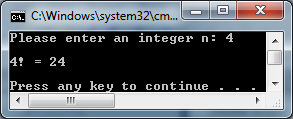 C:\Windows\system32\cm...
Please enter an integer n: 4
4! = 24
Press any key to continue . . .